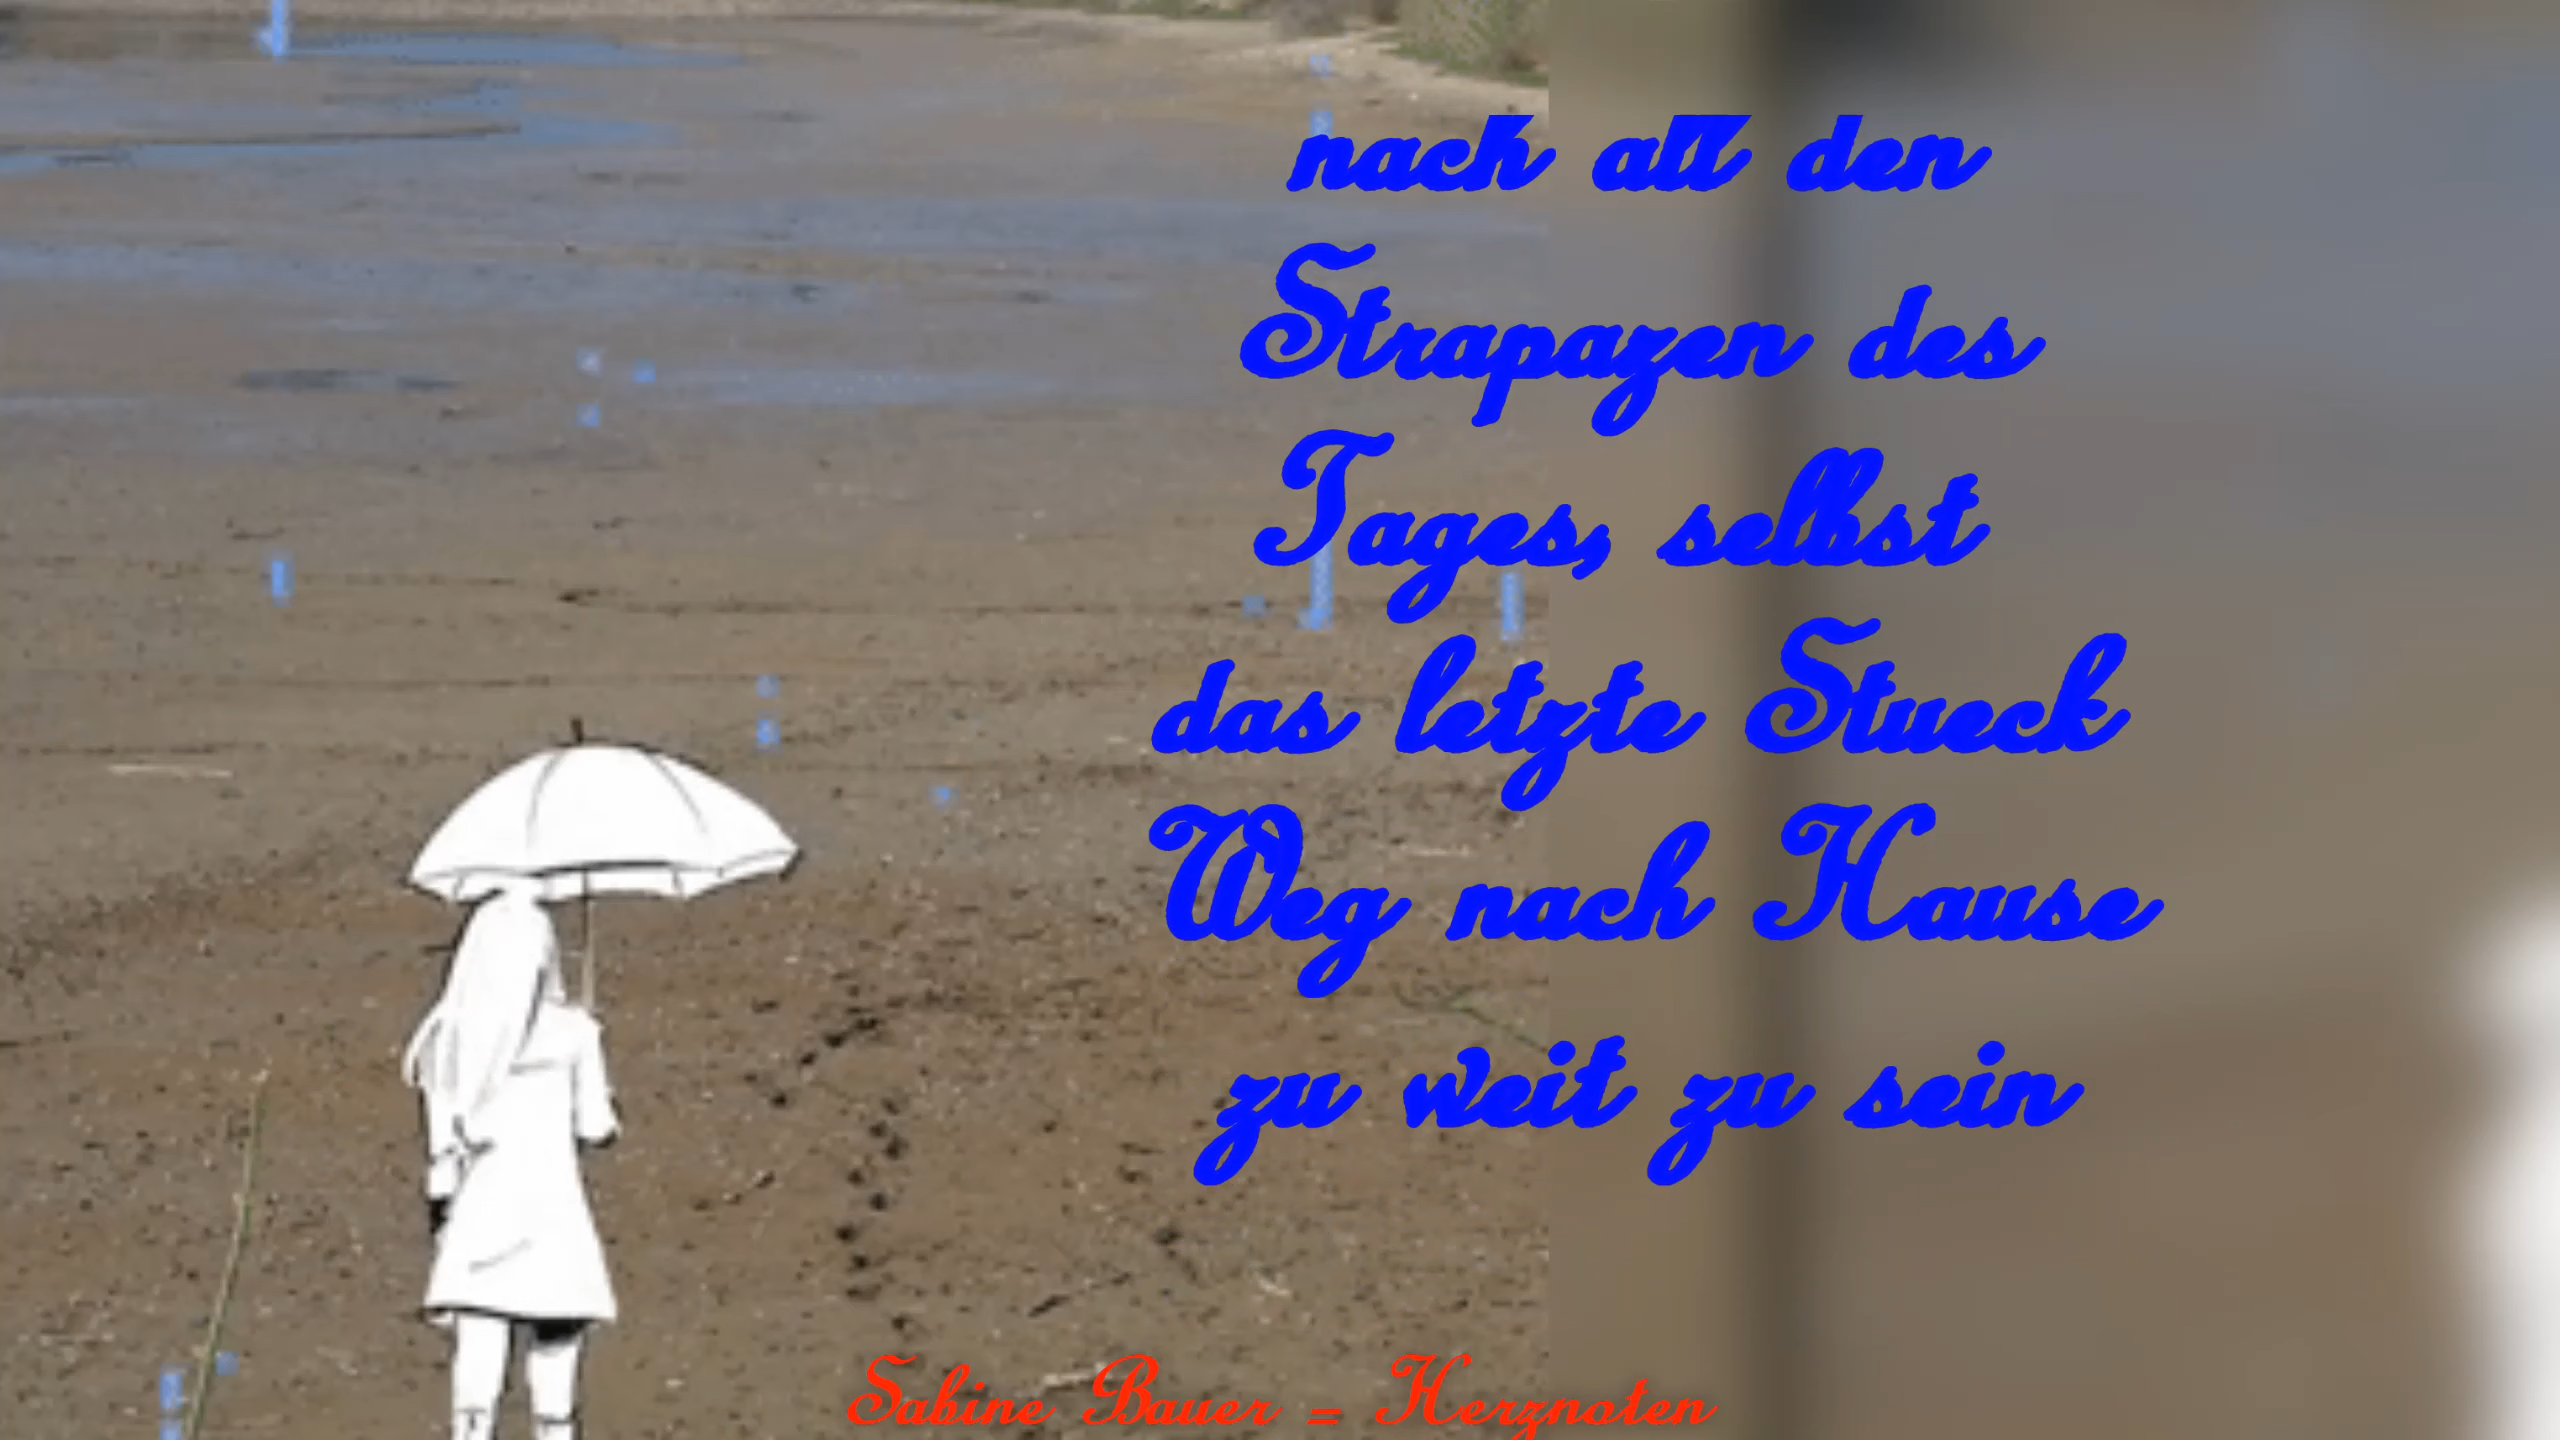 nach all den
Strapazen des
Tages, selbst
das letzte Stueck
Weg nach Hause
zu weit zu sein
Sabine Bauer = Herznoten